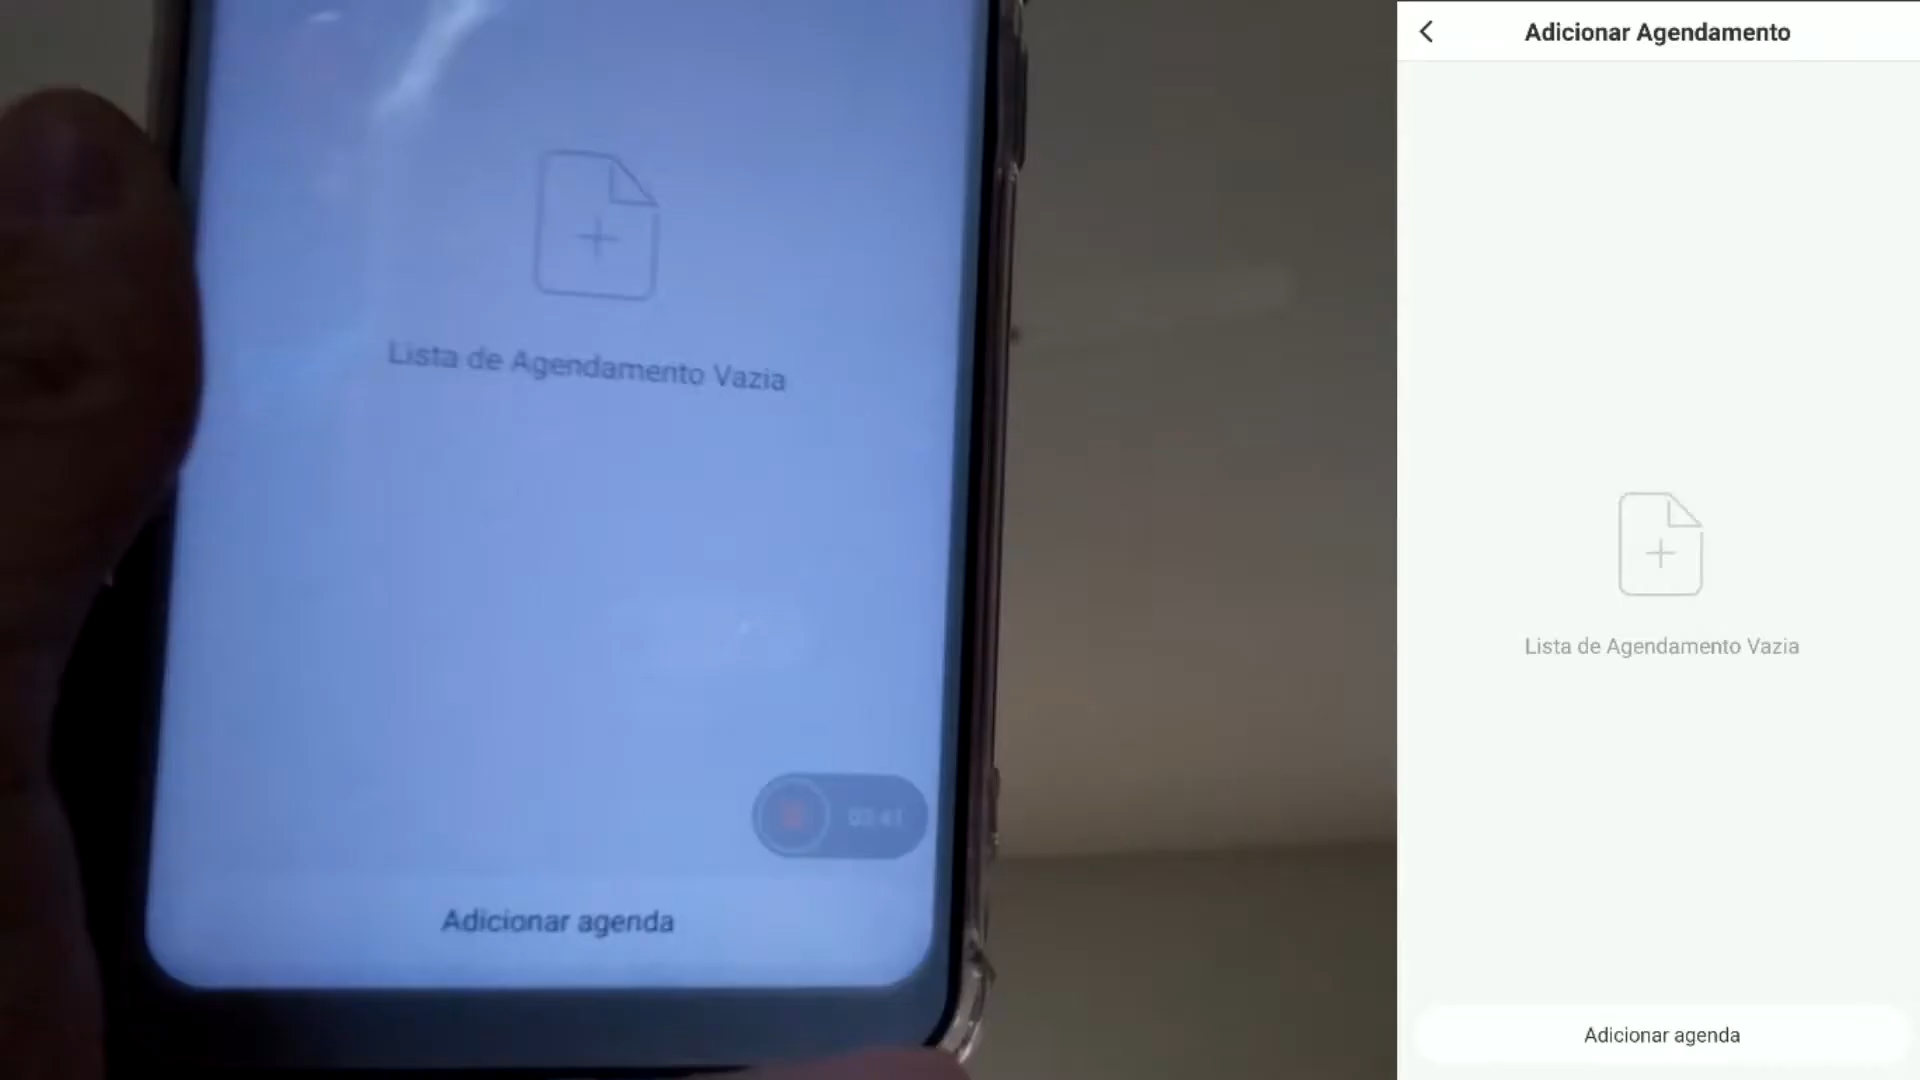 Lista de Agendamento Vazia
Adicionar agenda
Adicionar Agendamento
Lista de Agendamento Vazia
Adicionar agenda